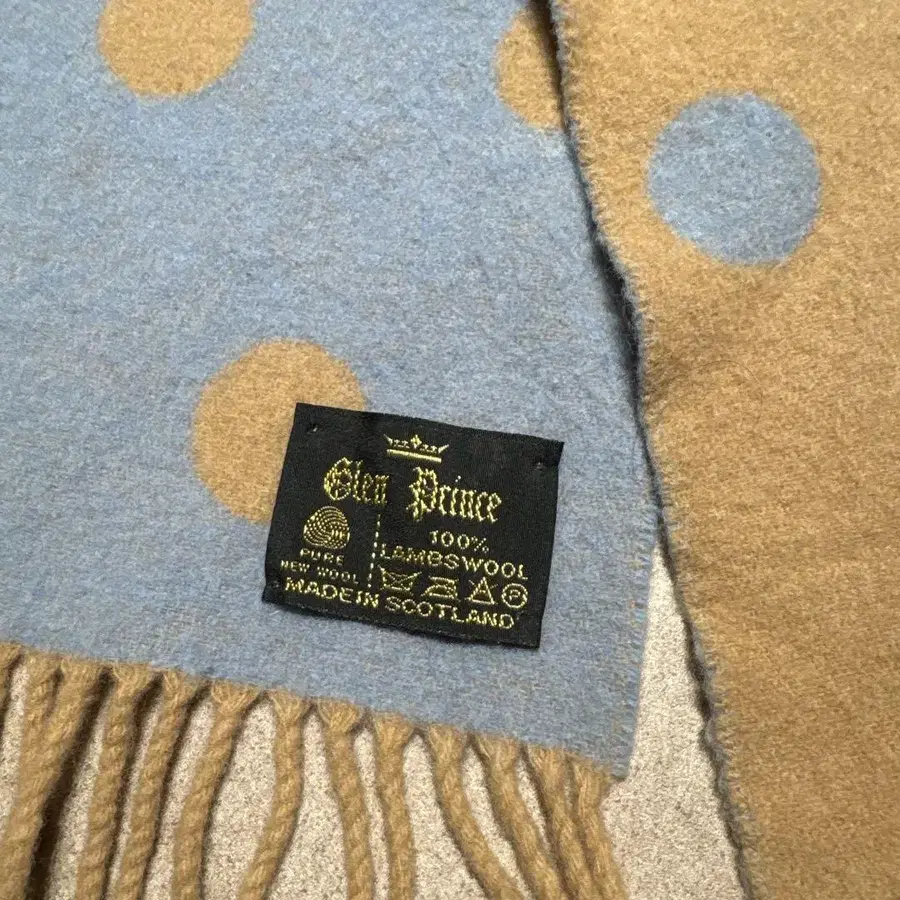 Glen Prince
PURE
NEW WOOL
100%
LAMBSWOOL
P
MADE IN SCOTLAND